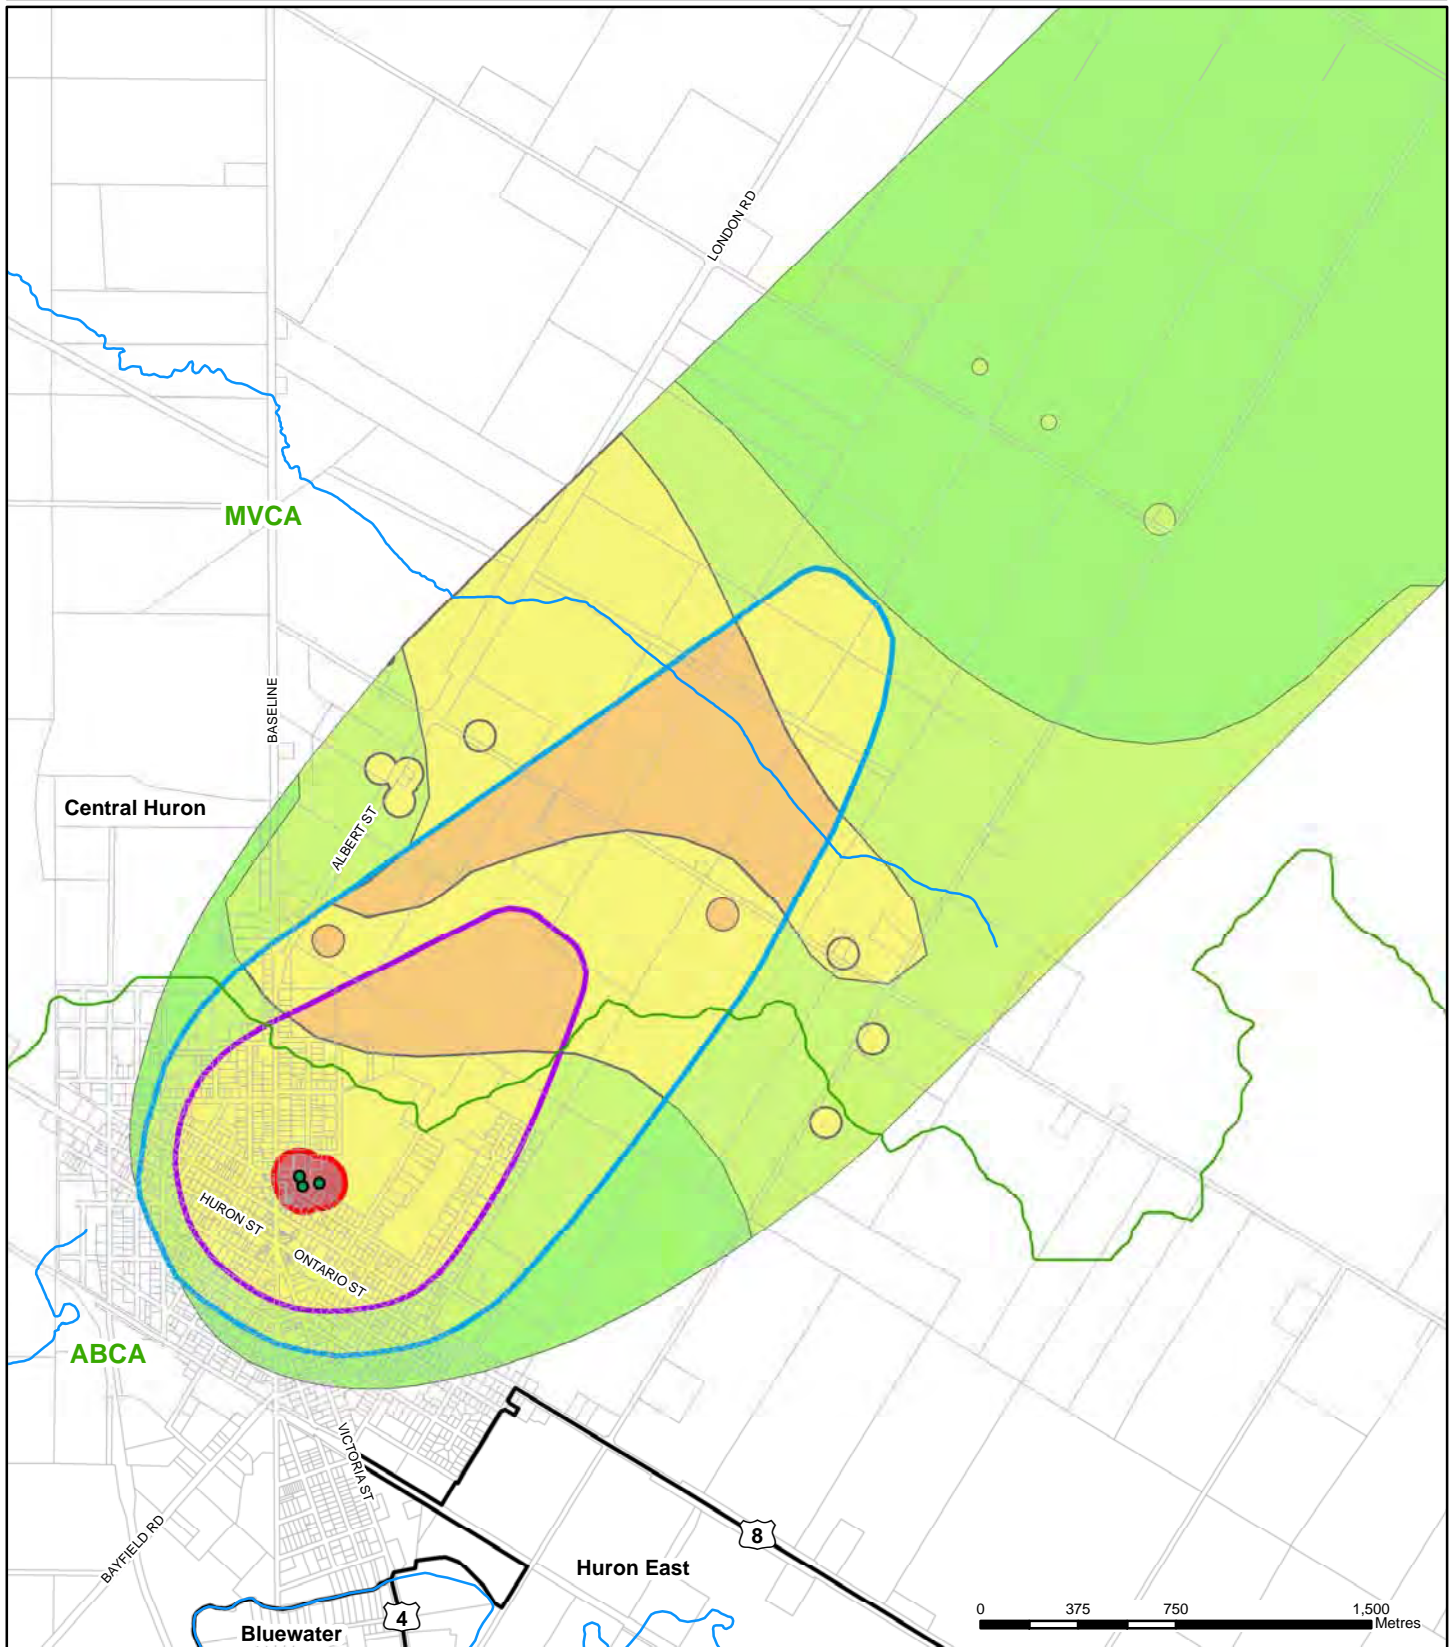 LONDON RD
MVCA
BASELINE
Central Huron
ALBERT ST
HURON ST
ONTARIO ST
ABCA
VICTORIA ST
BAYFIELD RD
8
Huron East
4
Bluewater
0 375 750 1,500
Metres